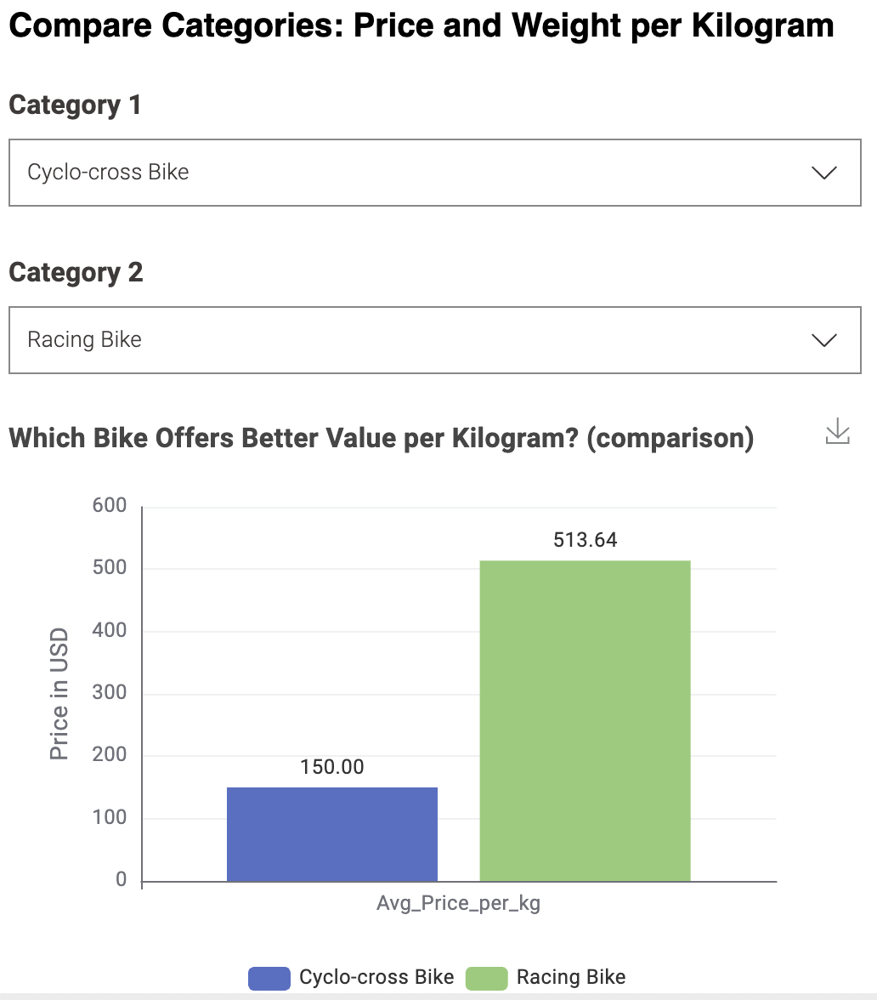 Compare Categories: Price and Weight per Kilogram
Category 1
Cyclo-cross Bike
Category 2
Racing Bike
Which Bike Offers Better Value per Kilogram? (comparison)
600
500
400
300
200
100
0
Price in USD
513.64
150.00
Avg_Price_per_kg
Cyclo-cross Bike
Racing Bike